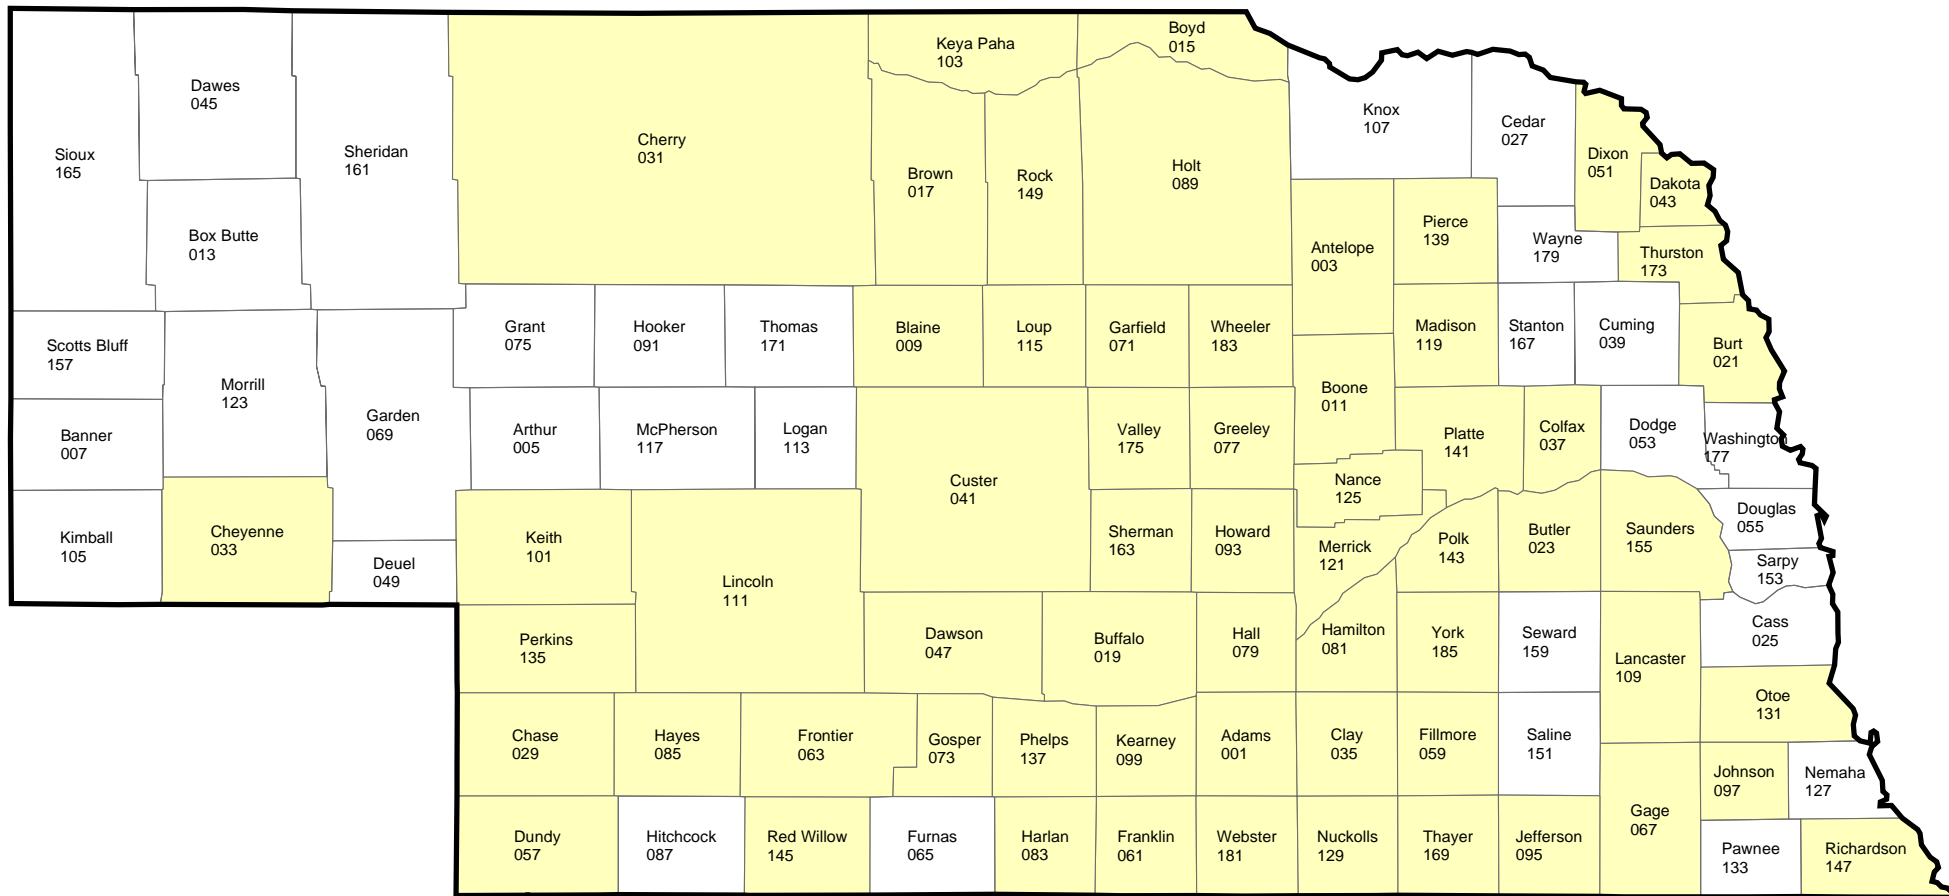 Boyd
015
Keya Paha
103
Dawes
045
Knox
107
Cedar
027
Cherry
031
Sioux
165
Sheridan
161
Dixon
051
Holt
089
Brown
017
Rock
149
Dakota
043
Pierce
139
Box Butte
013
Antelope
003
Wayne
179
Thurston
173
Grant
075
Hooker
091
Thomas
171
Blaine
009
Loup
115
Garfield
071
Wheeler
183
Madison
119
Stanton
167
Cuming
039
Scotts Bluff
157
Burt
021
Morrill
123
Boone
011
Garden
069
Banner
007
Arthur
005
McPherson
117
Logan
113
Valley
175
Greeley
077
Platte
141
Colfax
037
Dodge
053
Washington
177
Custer
041
Nance
125
Douglas
055
Kimball
105
Cheyenne
033
Keith
101
Sherman
163
Howard
093
Merrick
121
Polk
143
Butler
023
Saunders
155
Deuel
049
Sarpy
153
Lincoln
111
Cass
025
Perkins
135
Dawson
047
Buffalo
019
Hall
079
Hamilton
081
York
185
Seward
159
Lancaster
109
Otoe
131
Chase
029
Hayes
085
Frontier
063
Gosper
073
Phelps
137
Kearney
099
Adams
001
Clay
035
Fillmore
059
Saline
151
Johnson
097
Nemaha
127
Gage
067
Dundy
057
Hitchcock
087
Red Willow
145
Furnas
065
Harlan
083
Franklin
061
Webster
181
Nuckolls
129
Thayer
169
Jefferson
095
Pawnee
133
Richardson
147